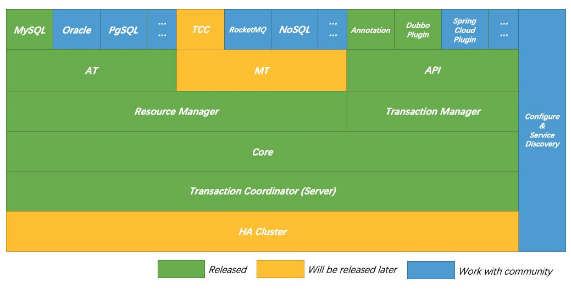 MySQL Oracle PgSQL ... ... TCC RocketMQ NoSQL ... ... Annotation Dubbo Plugin Spring Cloud Plugin ... ...
AT MT API
Resource Manager Transaction Manager
Configure & Service Discovery
Core
Transaction Coordinator (Server)
HA Cluster
Released Will be released later Work with community